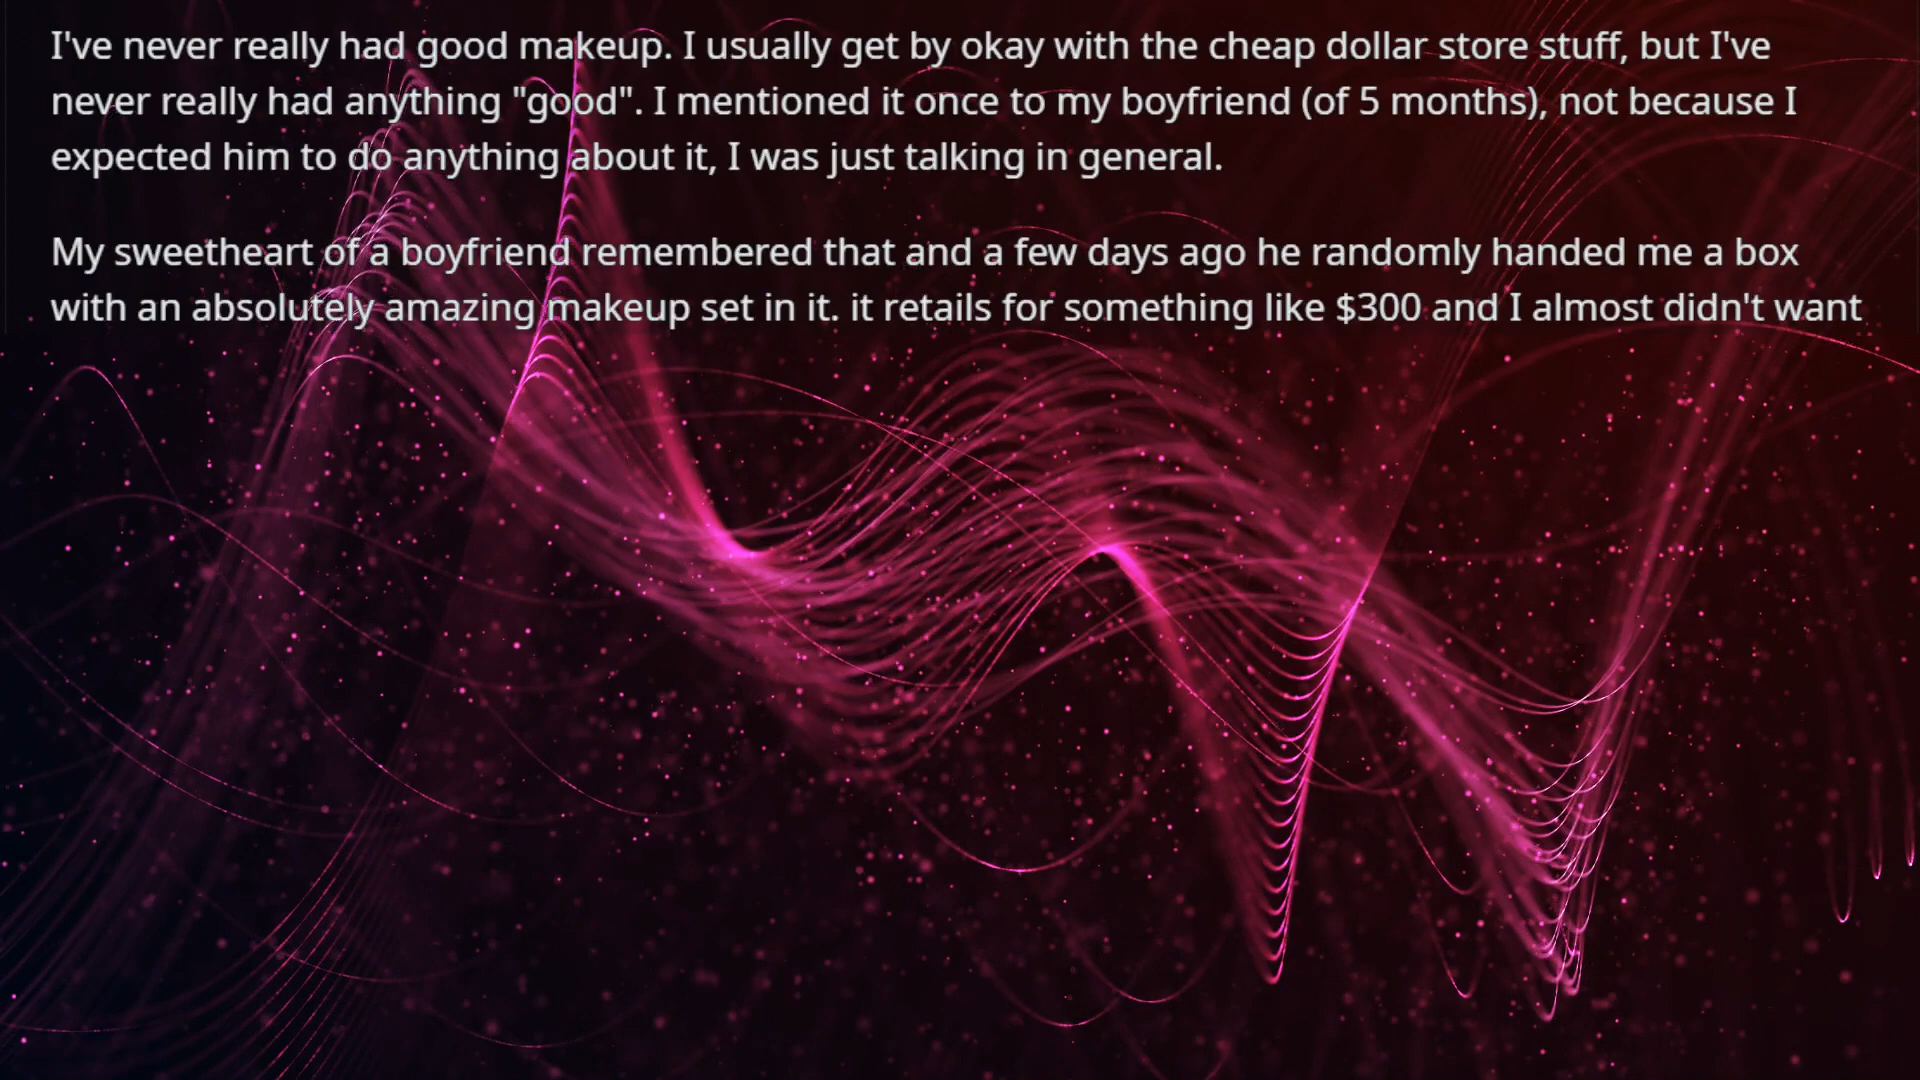 I've never really had good makeup. I usually get by okay with the cheap dollar store stuff, but I've
never really had anything "good". I mentioned it once to my boyfriend (of 5 months), not because I
expected him to do anything about it, I was just talking in general.
My sweetheart of a boyfriend remembered that and a few days ago he randomly handed me a box
with an absolutely amazing makeup set in it. it retails for something like $300 and I almost didn't want